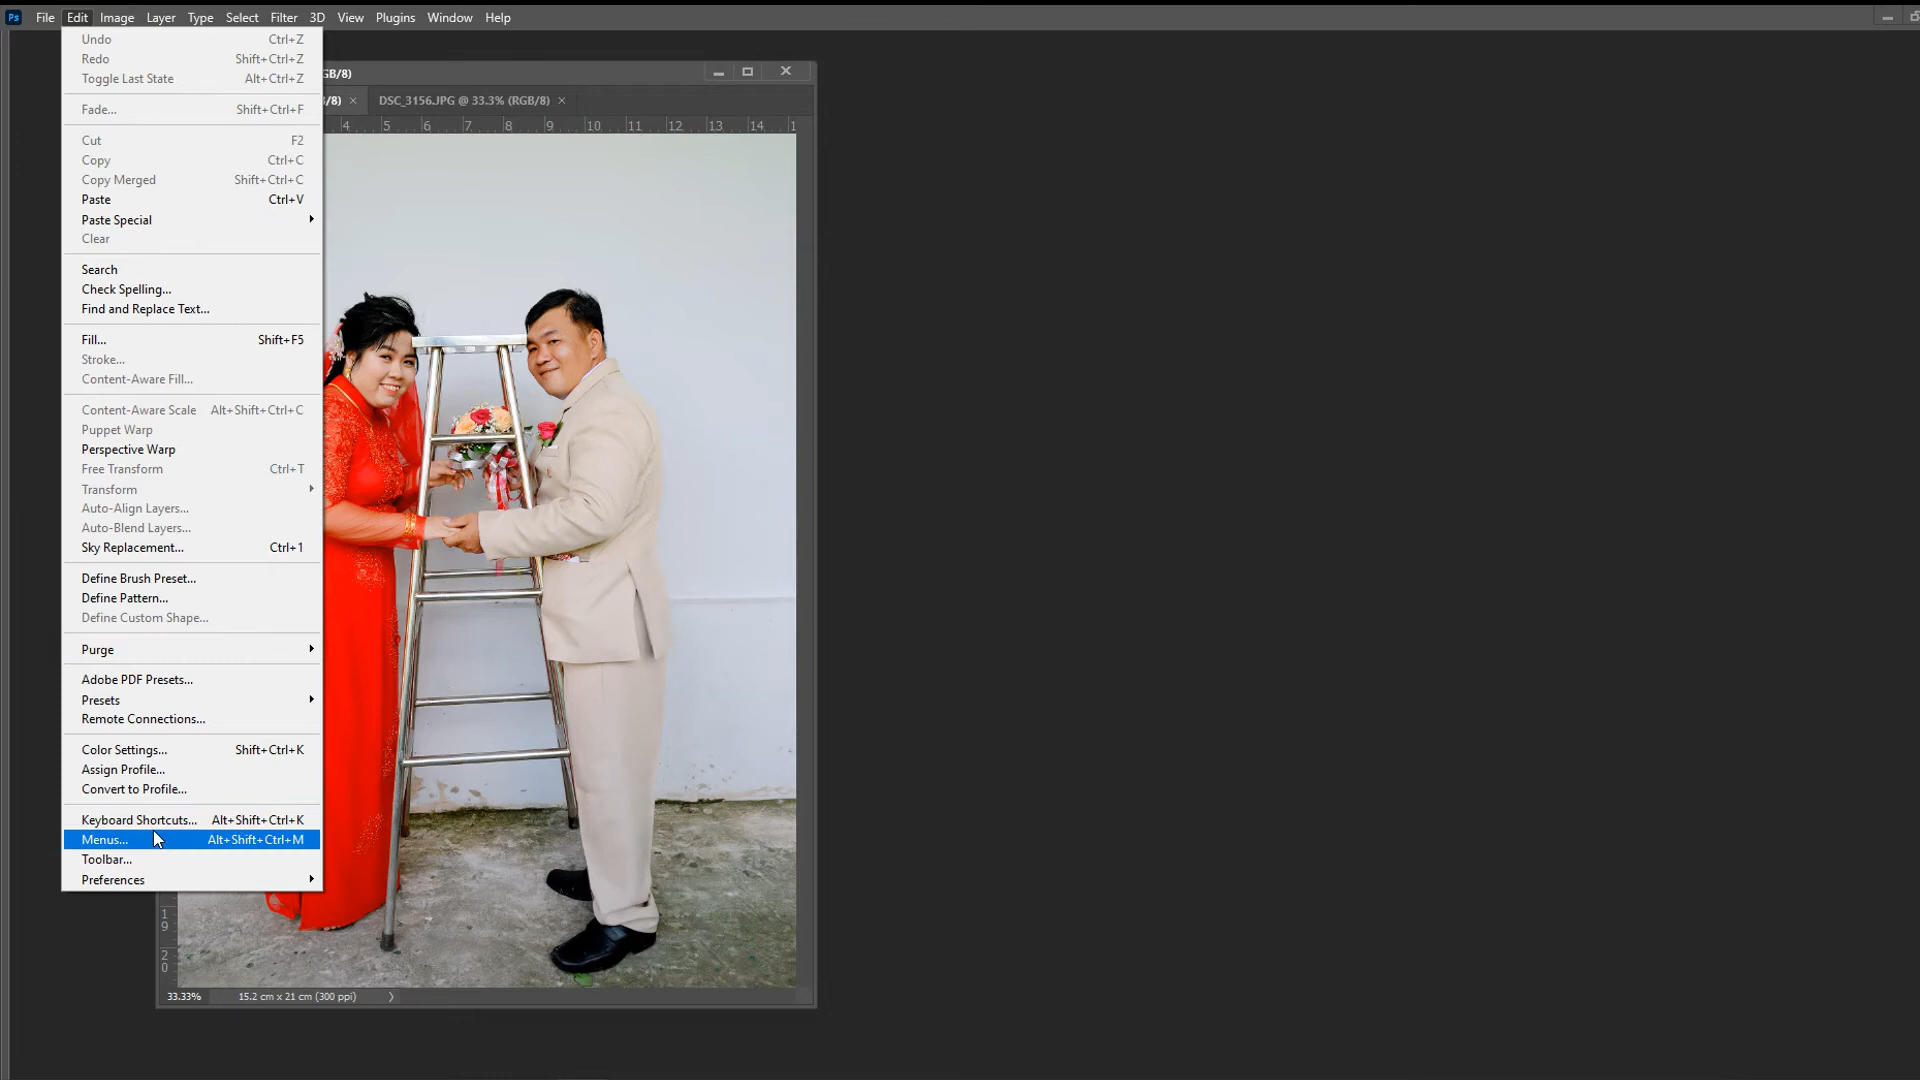 Ps File Edit Image Layer Type Select Filter 3D View Plugins Window Help
GB/8)
/8) × DSC_3156.JPG @ 33.3% (RGB/8) ×
4 5 6 7 8 9 10 11 12 13 14 1
Undo Ctrl+Z
Redo Shift+Ctrl+Z
Toggle Last State Alt+Ctrl+Z
Fade... Shift+Ctrl+F
Cut F2
Copy Ctrl+C
Copy Merged Shift+Ctrl+C
Paste Ctrl+V
Paste Special
Clear
Search
Check Spelling...
Find and Replace Text...
Fill... Shift+F5
Stroke...
Content-Aware Fill...
Content-Aware Scale Alt+Shift+Ctrl+C
Puppet Warp
Perspective Warp
Free Transform Ctrl+T
Transform
Auto-Align Layers...
Auto-Blend Layers...
Sky Replacement... Ctrl+1
Define Brush Preset...
Define Pattern...
Define Custom Shape...
Purge
Adobe PDF Presets...
Presets
Remote Connections...
Color Settings... Shift+Ctrl+K
Assign Profile...
Convert to Profile...
Keyboard Shortcuts... Alt+Shift+Ctrl+K
Menus... Alt+Shift+Ctrl+M
Toolbar...
Preferences
1
9
2
0
33.33% 15.2 cm x 21 cm (300 ppi)